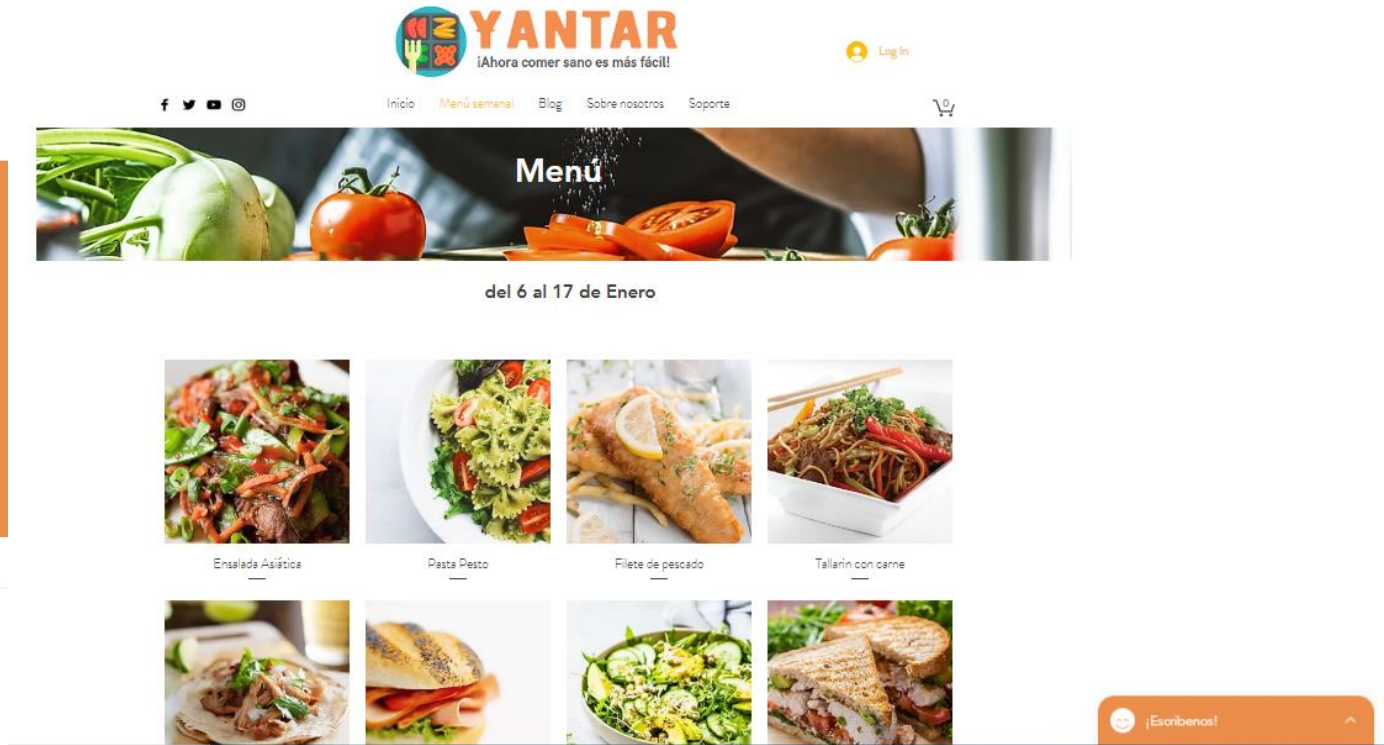 YANTAR
¡Ahora comer sano es más fácil!
Log In
Inicio Menú semanal Blog Sobre nosotros Soporte
0
Menú
del 6 al 17 de Enero
Ensalada Asiática Pasta Pesto Filete de pescado Tallarin con carne
¡Escríbenos!